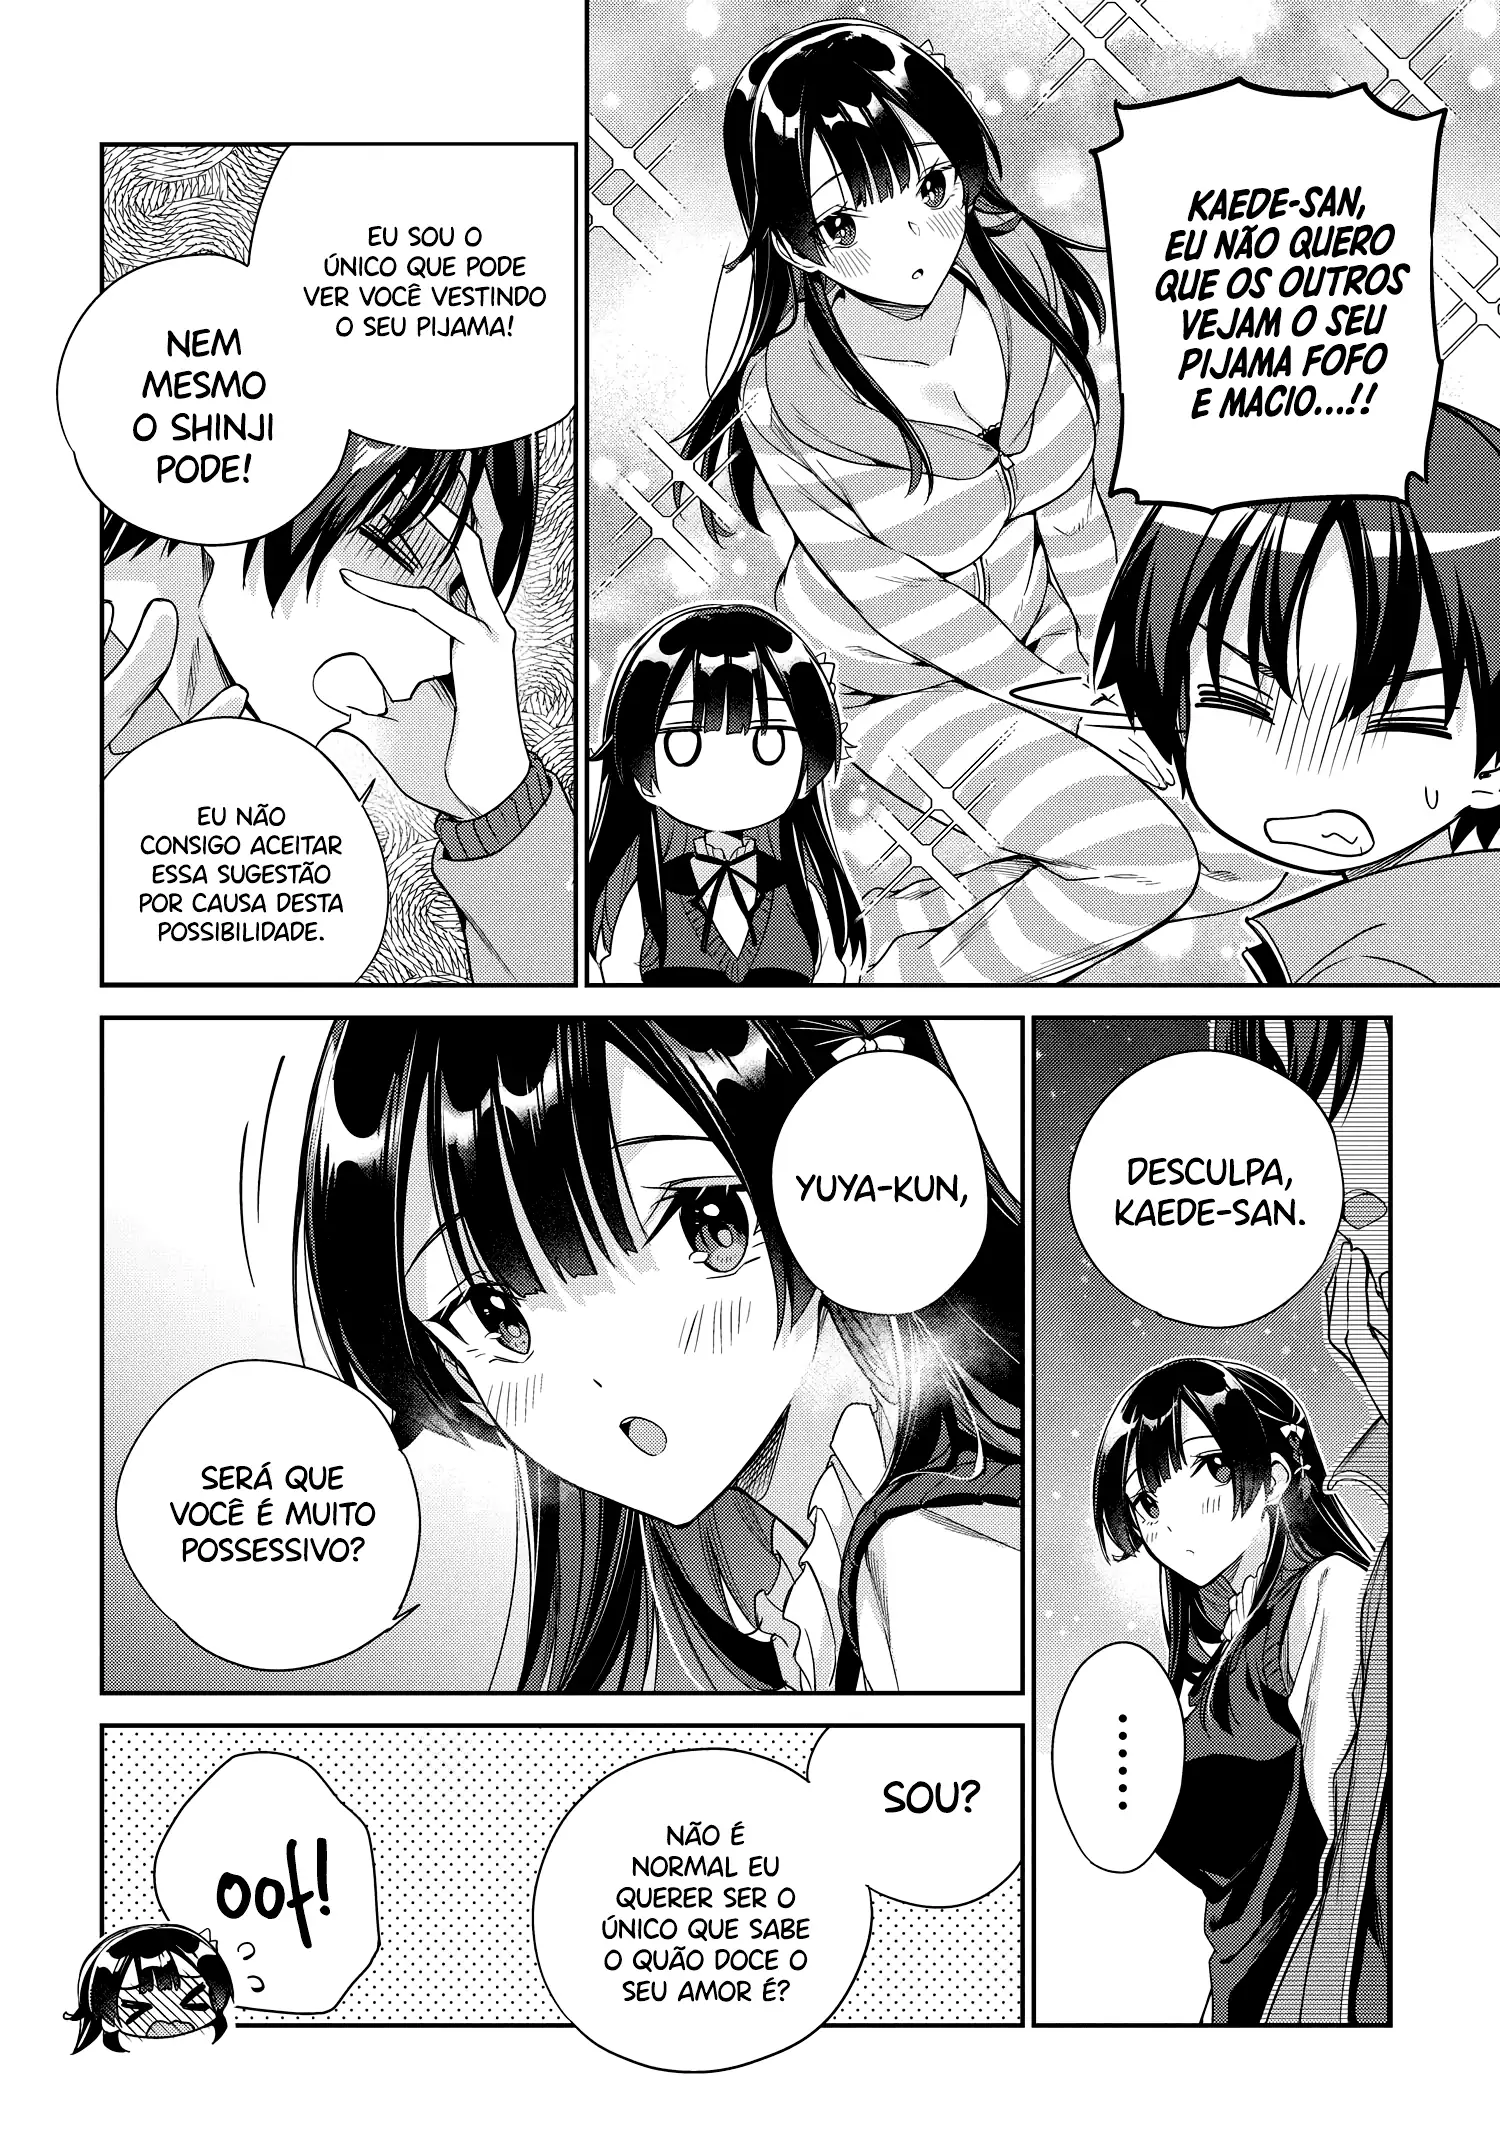 KAEDE-SAN,
EU NÃO QUERO
QUE OS OUTROS
VEJAM O SEU
PIJAMA FOFO
E MACIO...!!
EU SOU O
ÚNICO QUE PODE
VER VOCÊ VESTINDO
O SEU PIJAMA!
NEM
MESMO
O SHINJI
PODE!
EU NÃO
CONSIGO ACEITAR
ESSA SUGESTÃO
POR CAUSA DESTA
POSSIBILIDADE.
DESCULPA,
KAEDE-SAN.
......
YUYA-KUN,
SERÁ QUE
VOCÊ É MUITO
POSSESSIVO?
SOU?
NÃO É
NORMAL EU
QUERER SER O
ÚNICO QUE SABE
O QUÃO DOCE O
SEU AMOR É?
OOF!